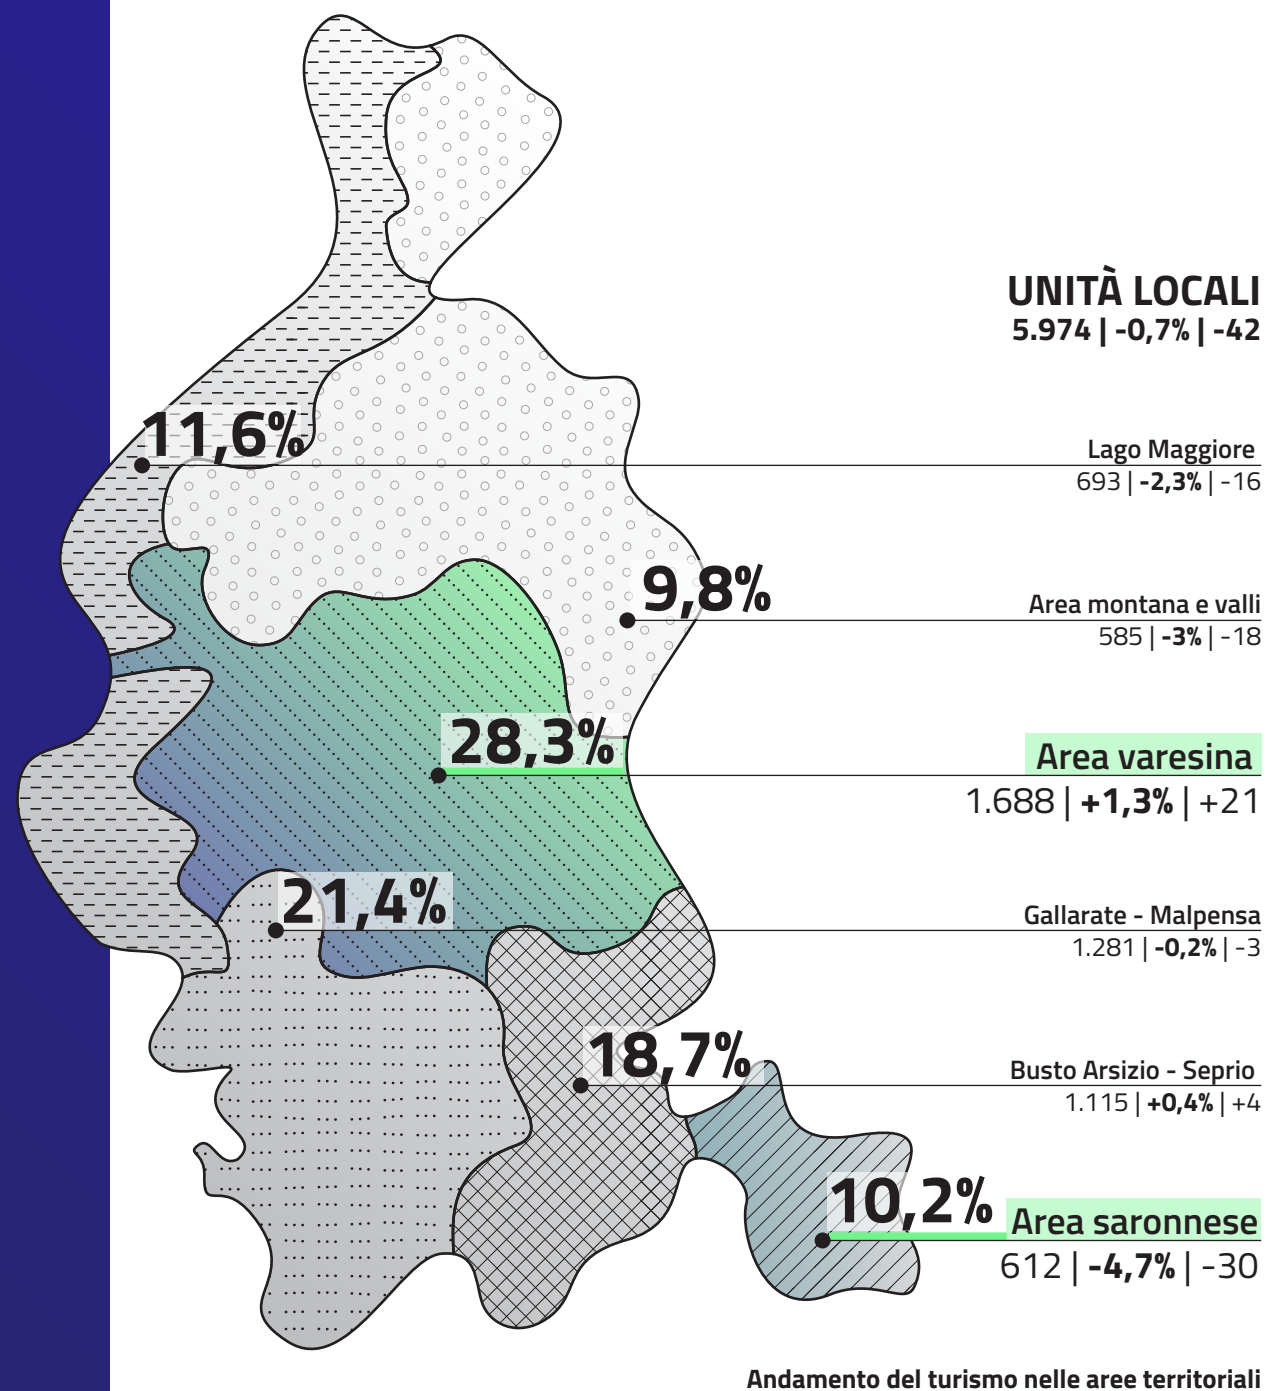 UNITÀ LOCALI
5.974 | -0,7% | -42
11,6%
Lago Maggiore
693 | -2,3% | -16
9,8%
Area montana e valli
585 | -3% | -18
28,3%
Area varesina
1.688 | +1,3% | +21
21,4%
Gallarate - Malpensa
1.281 | -0,2% | -3
18,7%
Busto Arsizio - Seprio
1.115 | +0,4% | +4
10,2%
Area saronnese
612 | -4,7% | -30
Andamento del turismo nelle aree territoriali